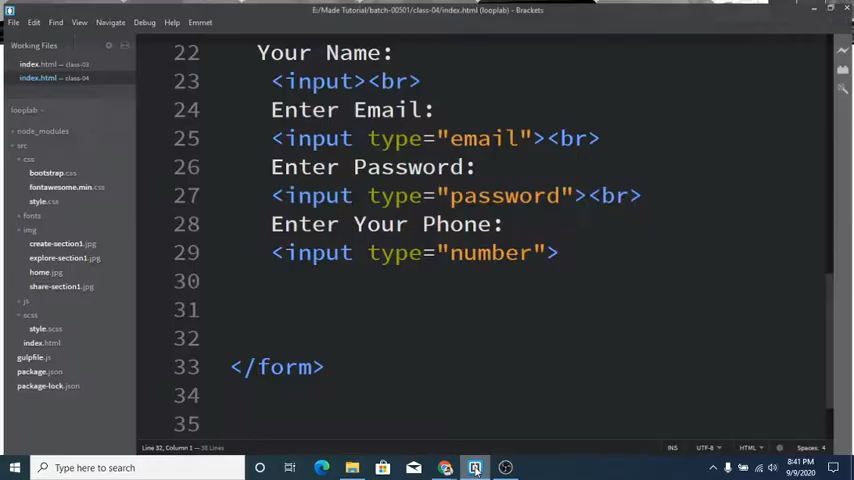 E:/Made Tutorial/batch-00501/class-04/index.html (looplab) - Brackets
File Edit Find View Navigate Debug Help Emmet
Working Files
index.html — class-03
index.html — class-04
looplab
node_modules
src
css
bootstrap.css
fontawesome.min.css
style.css
fonts
img
create-section1.jpg
explore-section1.jpg
home.jpg
share-section1.jpg
js
scss
style.scss
index.html
gulpfile.js
package.json
package-lock.json
22 Your Name:
23 <input><br>
24 Enter Email:
25 <input type="email"><br>
26 Enter Password:
27 <input type="password"><br>
28 Enter Your Phone:
29 <input type="number">
30
31
32
33 </form>
34
35
Line 32, Column 1 — 38 Lines
INS UTF-8 HTML Spaces: 4
Type here to search
8:41 PM
9/9/2020